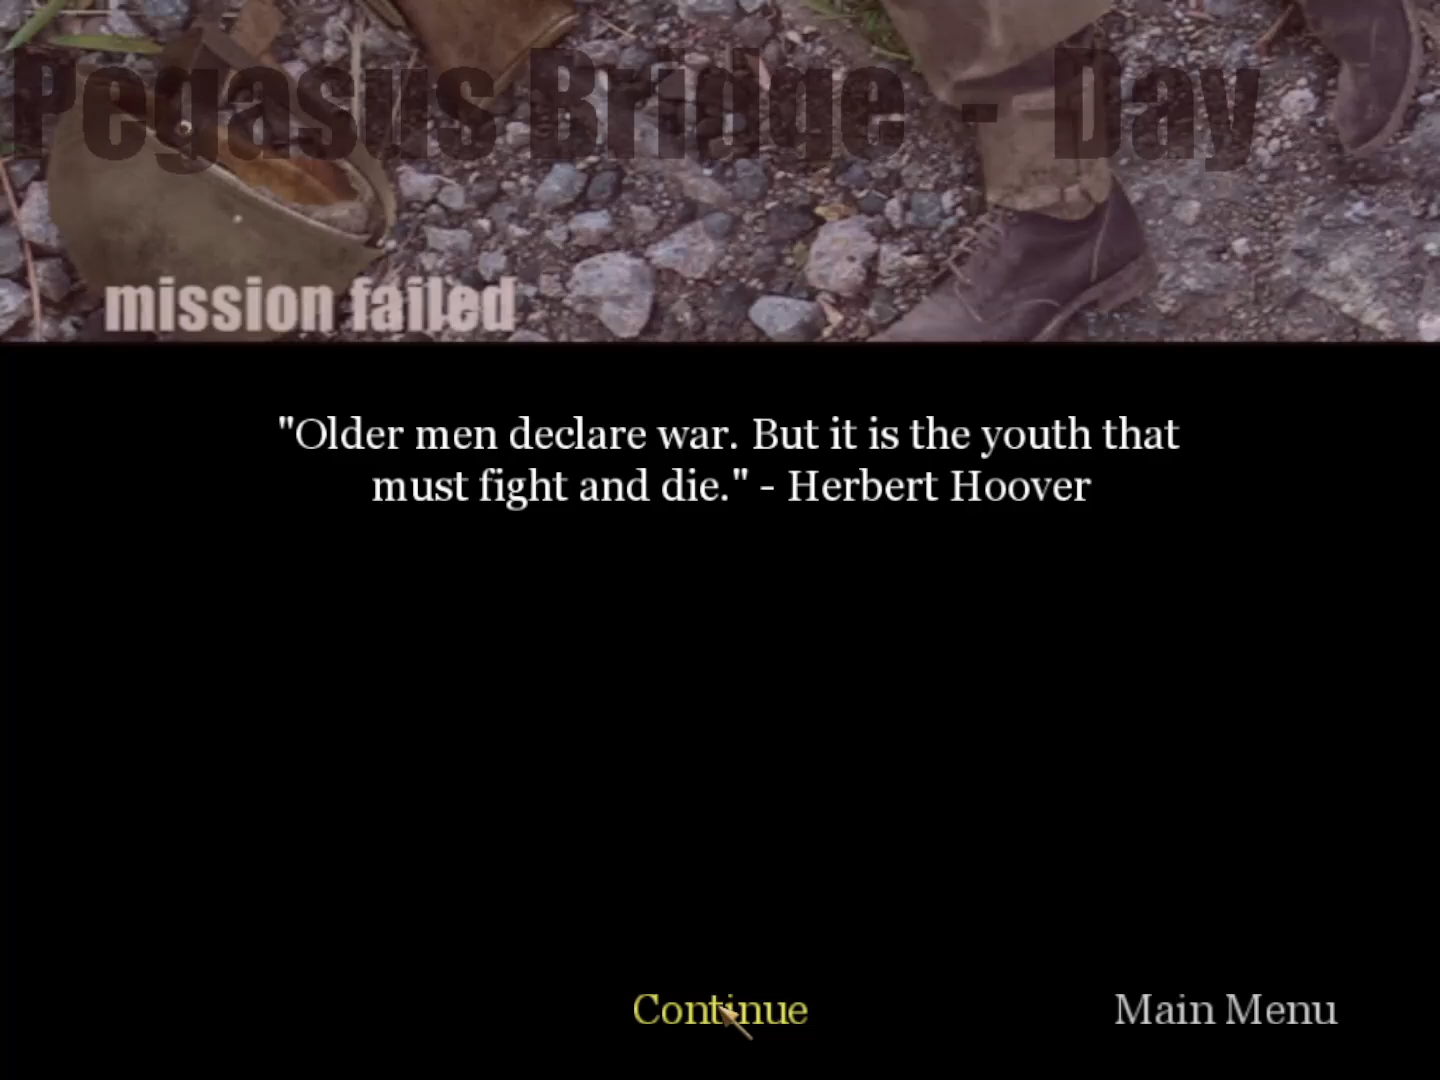 Pegasus Bridge - Day
mission failed
"Older men declare war. But it is the youth that
must fight and die." - Herbert Hoover
Continue
Main Menu